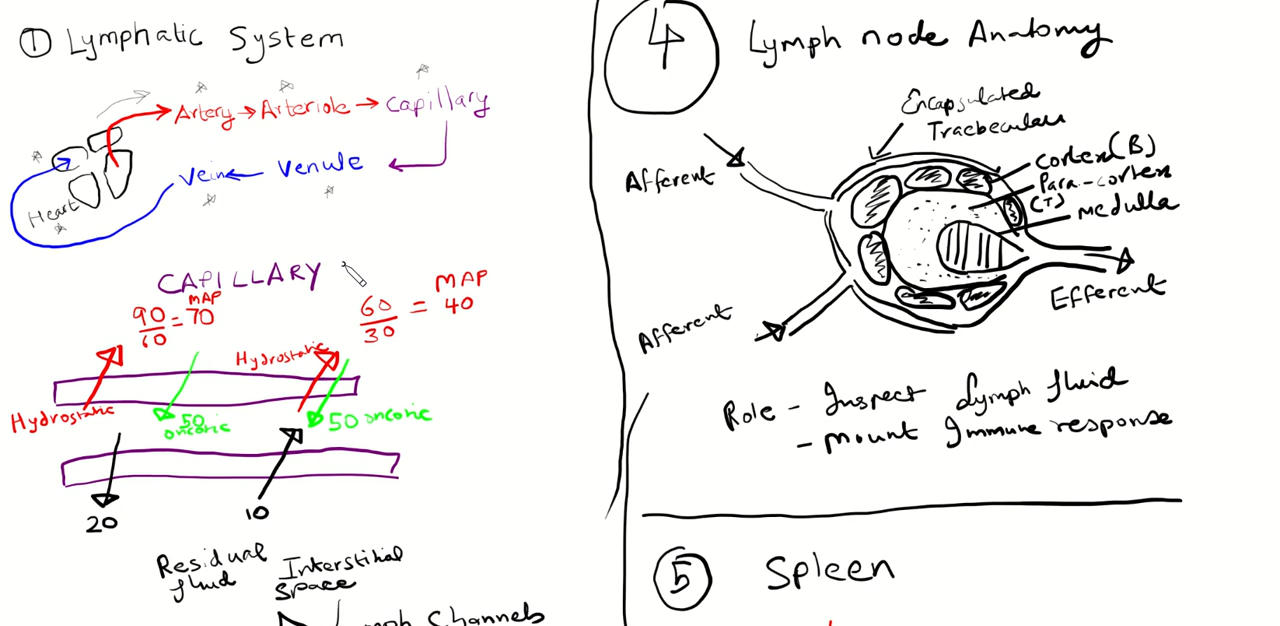 ① Lymphatic System
Artery → Arteriole → Capillary
Vein ← Venule
Heart
CAPILLARY
90/60 = MAP 70
60/30 = MAP 40
Hydrostatic
Hydrostatic
50 oncotic
50 oncotic
20
10
Residual fluid
Interstitial space
Channels
4 Lymph node Anatomy
Encapsulated
Traebeculau
Afferent
Cortex (B)
Para-cortex
(T)
Medulla
Efferent
Afferent
Role - Inspect Lymph fluid
- Mount Immune response
⑤ Spleen